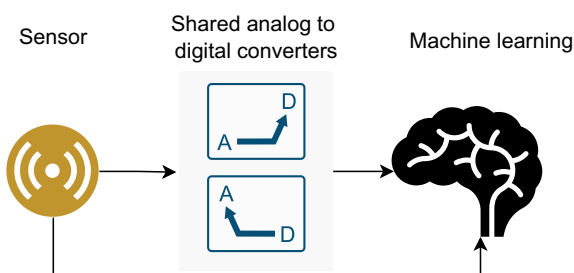 Sensor
Shared analog to
digital converters
Machine learning
D
A
A
D